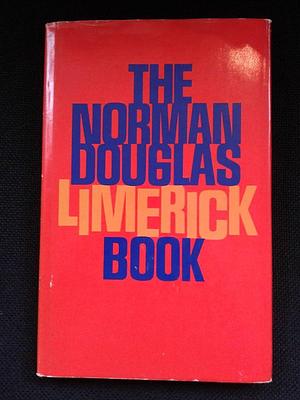 THE
NORMAN
DOUGLAS
LIMERICK
BOOK